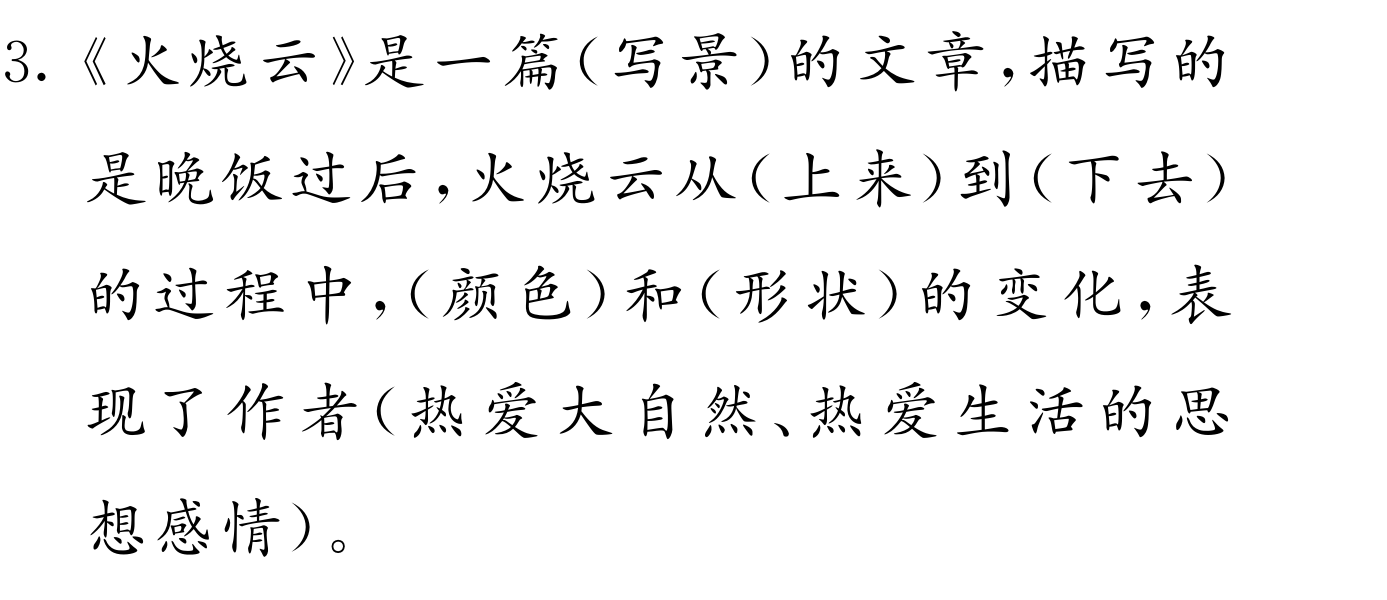 3.《火烧云》是一篇(写景)的文章,描写的
是晚饭过后,火烧云从(上来)到(下去)
的过程中,(颜色)和(形状)的变化,表
现了作者(热爱大自然、热爱生活的思
想感情)。